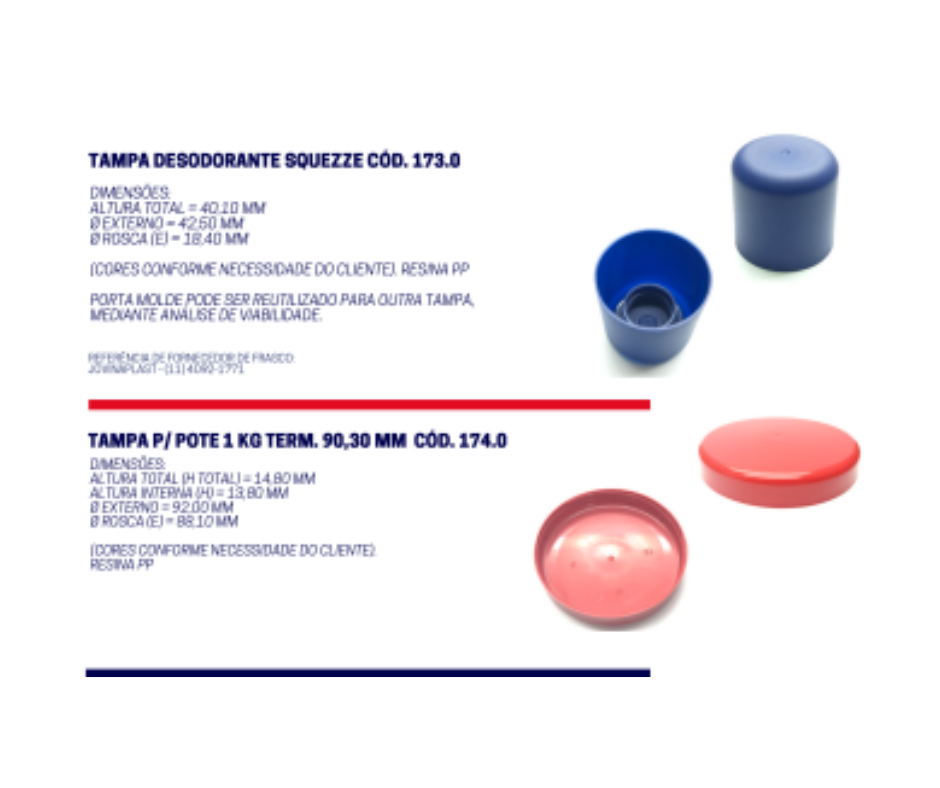 TAMPA DESODORANTE SQUEZZE CÓD. 173.0
DIMENSÕES:
ALTURA TOTAL = 40,10 MM
Ø EXTERNO = 42,50 MM
Ø ROSCA (E) = 18,40 MM
(CORES CONFORME NECESSIDADE DO CLIENTE). RESINA PP
PORTA MOLDE PODE SER REUTILIZADO PARA OUTRA TAMPA,
MEDIANTE ANÁLISE DE VIABILIDADE.
REFERÊNCIA DE FORNECEDOR DE FRASCO:
JOVINAPLAST - (11) 4092-1771
TAMPA P/ POTE 1 KG TERM. 90,30 MM CÓD. 174.0
DIMENSÕES:
ALTURA TOTAL (H TOTAL) = 14,80 MM
ALTURA INTERNA (H) = 13,80 MM
Ø EXTERNO = 92,00 MM
Ø ROSCA (E) = 88,10 MM
(CORES CONFORME NECESSIDADE DO CLIENTE).
RESINA PP